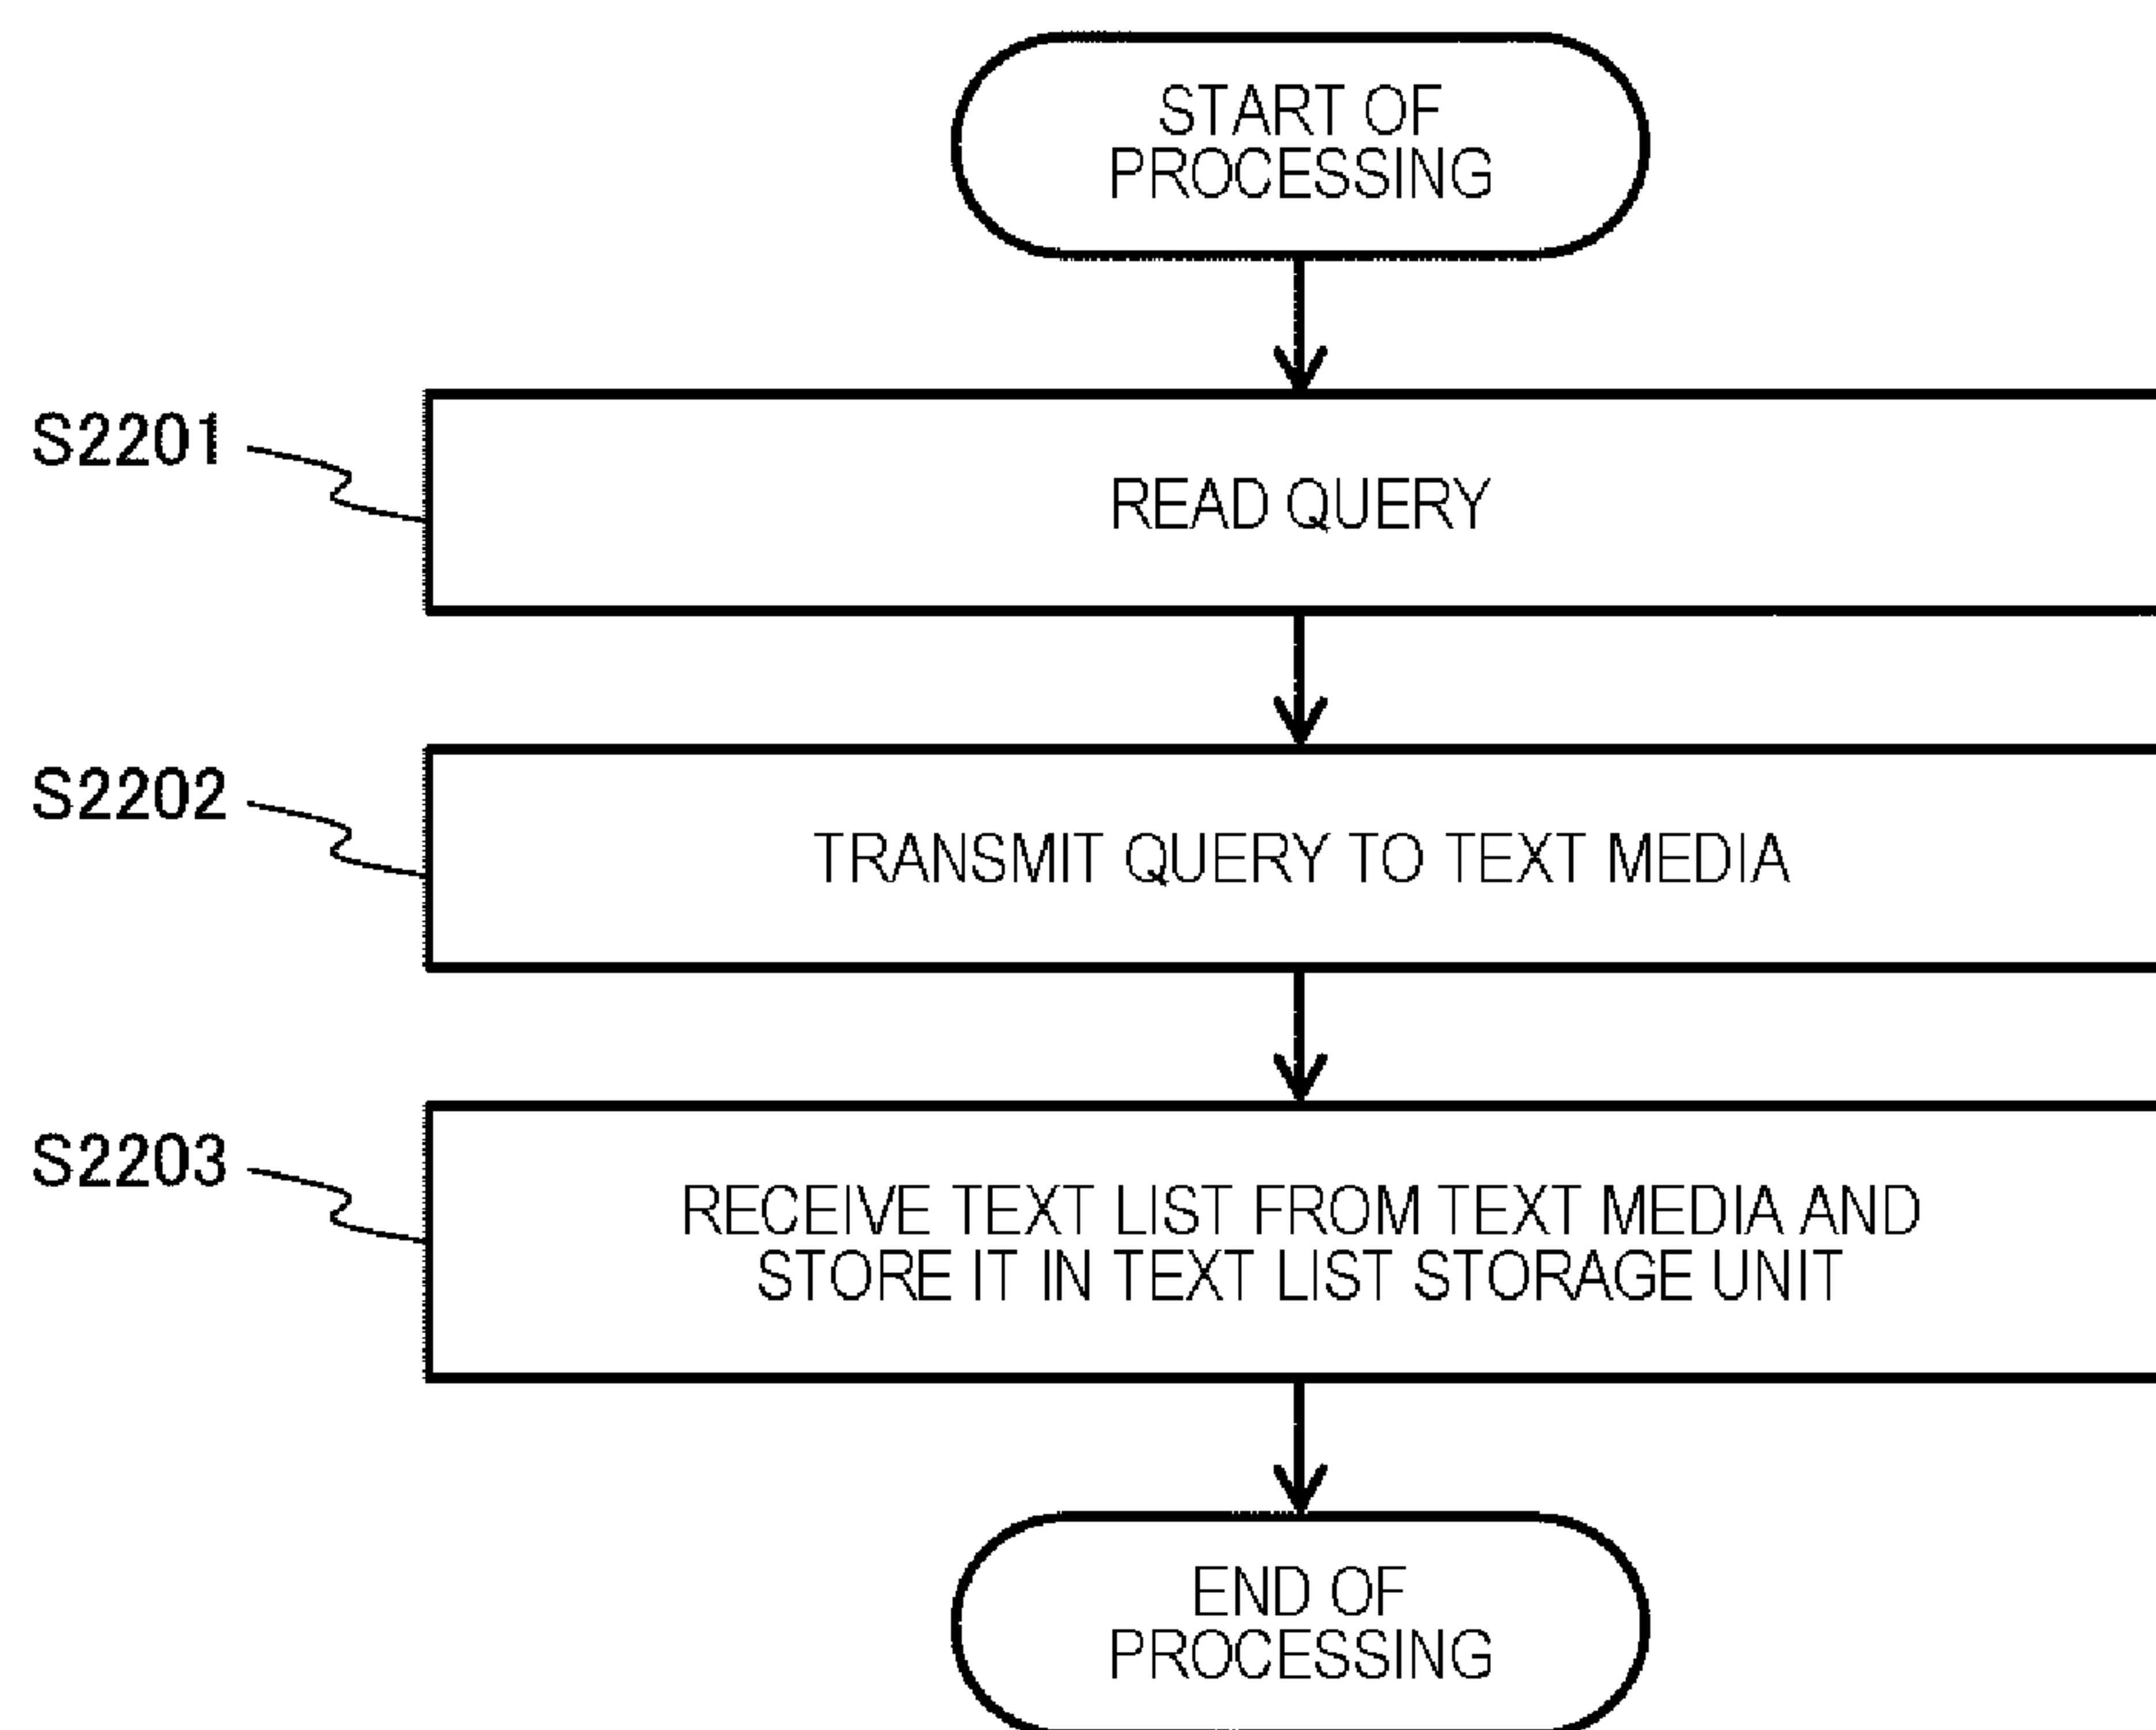 START OF
PROCESSING
S2201
READ QUERY
S2202
TRANSMIT QUERY TO TEXT MEDIA
S2203
RECEIVE TEXT LIST FROM TEXT MEDIA AND
STORE IT IN TEXT LIST STORAGE UNIT
END OF
PROCESSING